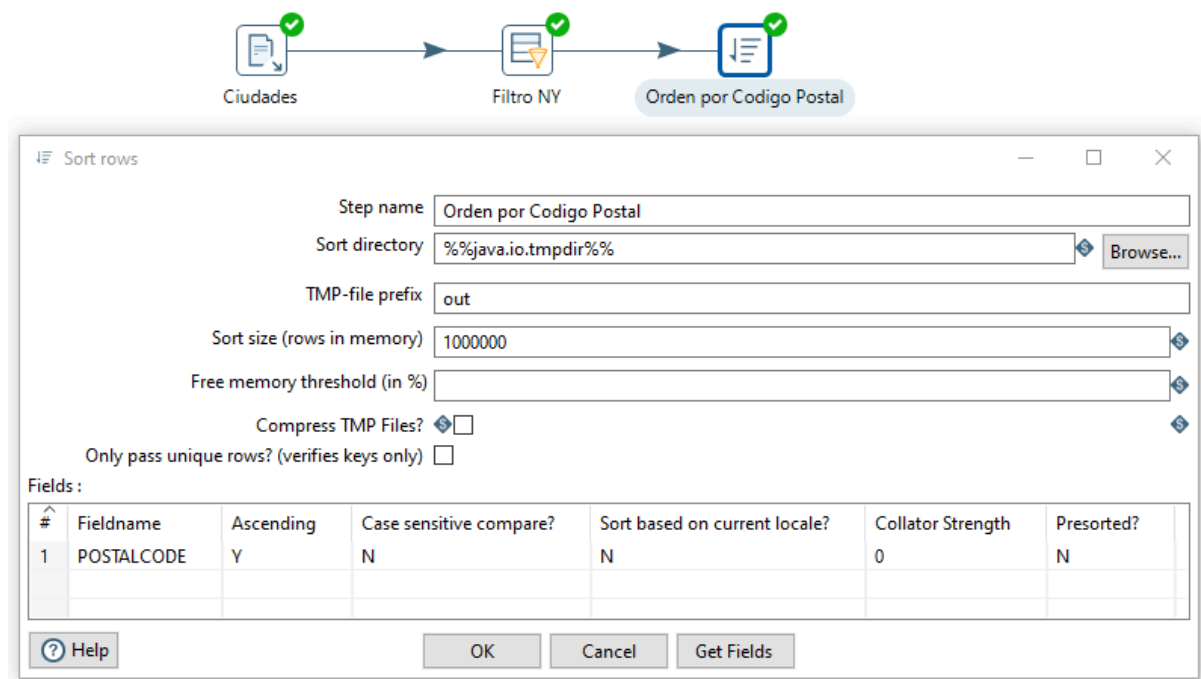 Ciudades Filtro NY Orden por Codigo Postal
Sort rows
Step name Orden por Codigo Postal
Sort directory %%java.io.tmpdir%% Browse...
TMP-file prefix out
Sort size (rows in memory) 1000000
Free memory threshold (in %)
Compress TMP Files?
Only pass unique rows? (verifies keys only)
Fields :
# Fieldname Ascending Case sensitive compare? Sort based on current locale? Collator Strength Presorted?
1 POSTALCODE Y N N 0 N
Help OK Cancel Get Fields